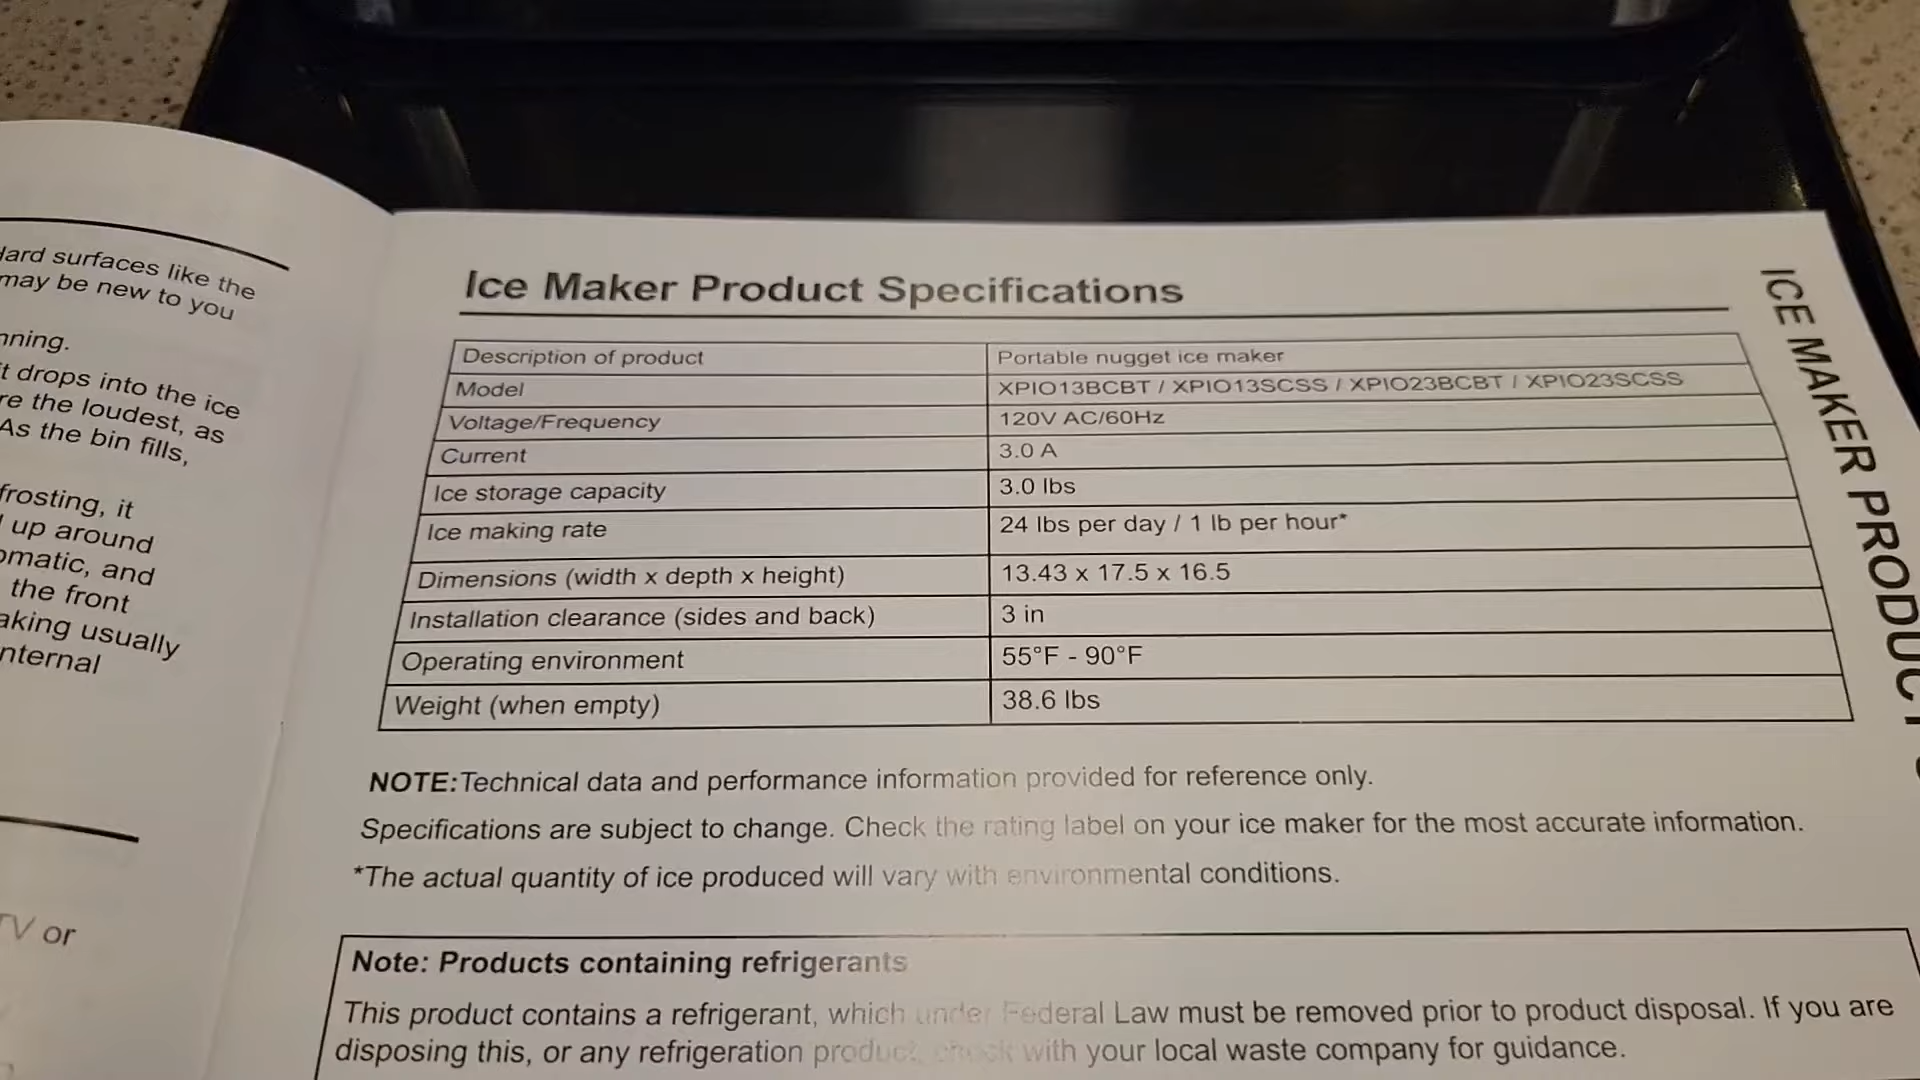 Hard surfaces like the
may be new to you
nning.
t drops into the ice
re the loudest, as
As the bin fills,
frosting, it
up around
omatic, and
the front
aking usually
nternal
TV or
Ice Maker Product Specifications
Description of product Portable nugget ice maker
Model XPIO13BCBT / XPIO13SCSS / XPIO23BCBT / XPIO23SCSS
Voltage/Frequency 120V AC/60Hz
Current 3.0 A
Ice storage capacity 3.0 lbs
Ice making rate 24 lbs per day / 1 lb per hour*
Dimensions (width x depth x height) 13.43 x 17.5 x 16.5
Installation clearance (sides and back) 3 in
Operating environment 55°F - 90°F
Weight (when empty) 38.6 lbs
NOTE:Technical data and performance information provided for reference only.
Specifications are subject to change. Check the rating label on your ice maker for the most accurate information.
*The actual quantity of ice produced will vary with environmental conditions.
Note: Products containing refrigerants
This product contains a refrigerant, which under Federal Law must be removed prior to product disposal. If you are
disposing this, or any refrigeration product, check with your local waste company for guidance.
ICE MAKER PRODUCT